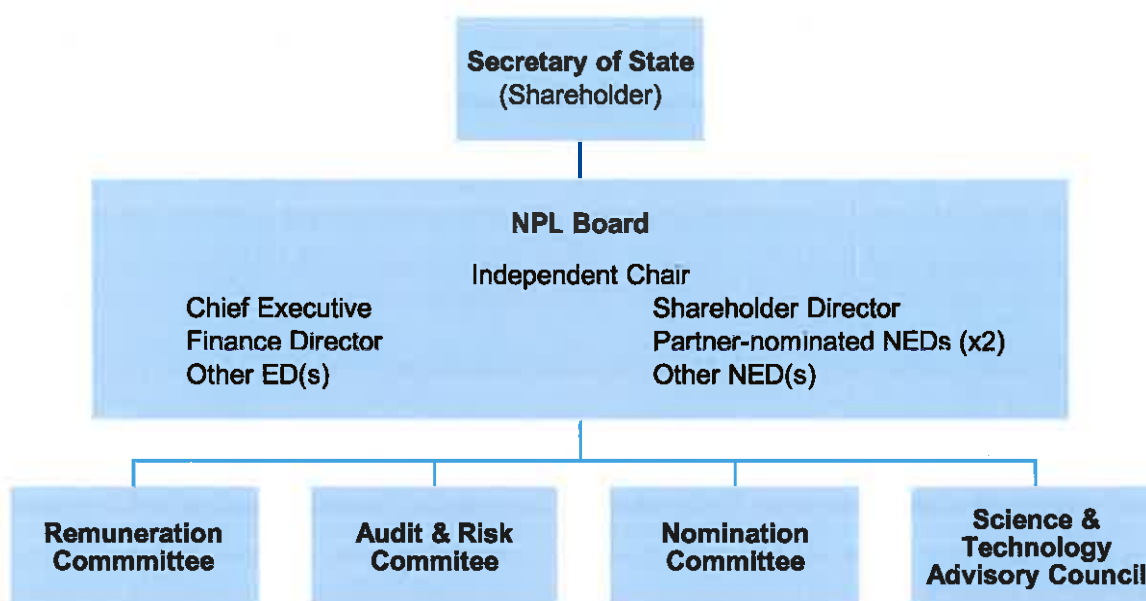 Secretary of State
(Shareholder)
NPL Board
Independent Chair
Chief Executive
Finance Director
Other ED(s)
Shareholder Director
Partner-nominated NEDs (x2)
Other NED(s)
Remuneration
Commmittee
Audit & Risk
Commitee
Nomination
Committee
Science &
Technology
Advisory Council